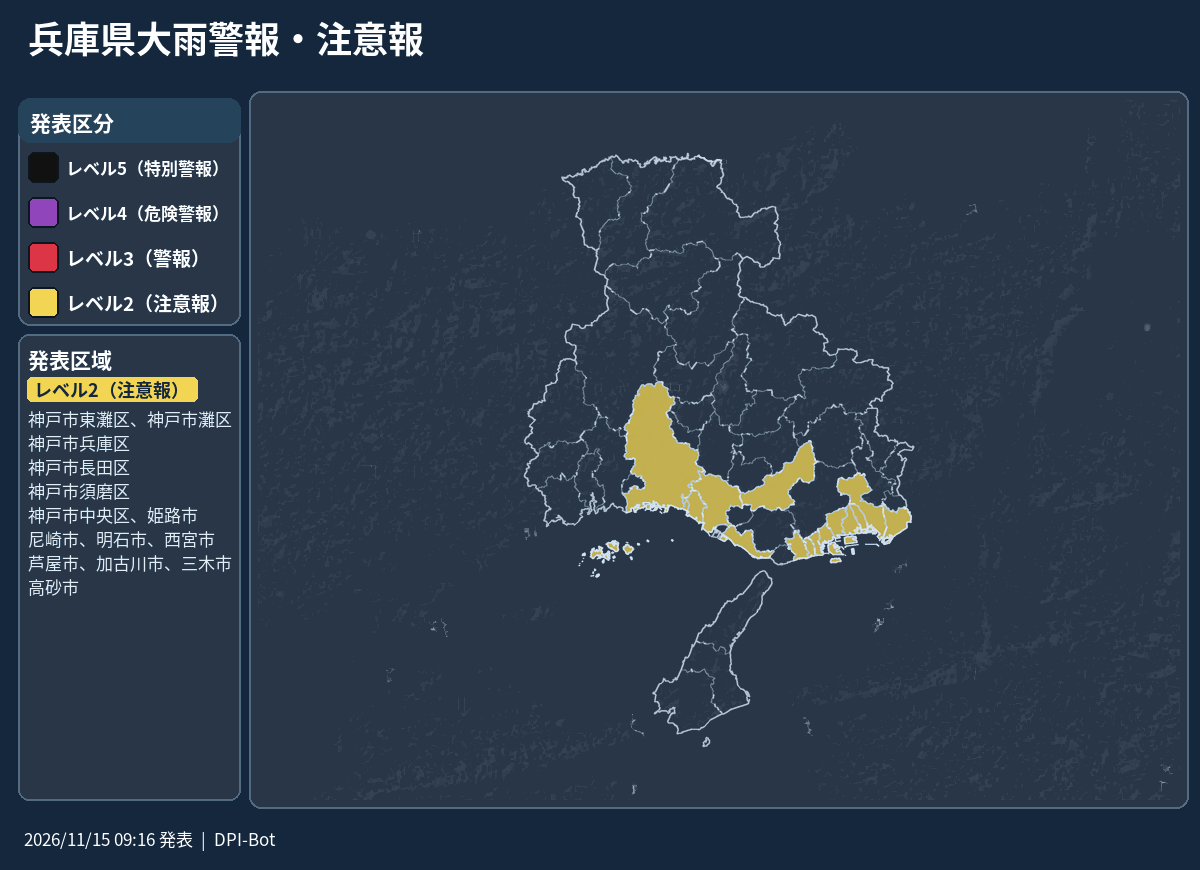 兵庫県大雨警報・注意報
発表区分
レベル5（特別警報）
レベル4（危険警報）
レベル3（警報）
レベル2（注意報）
発表区域
レベル2（注意報）
神戸市東灘区、神戸市灘区
神戸市兵庫区
神戸市長田区
神戸市須磨区
神戸市中央区、姫路市
尼崎市、明石市、西宮市
芦屋市、加古川市、三木市
高砂市
2026/11/15 09:16 発表｜DPI-Bot